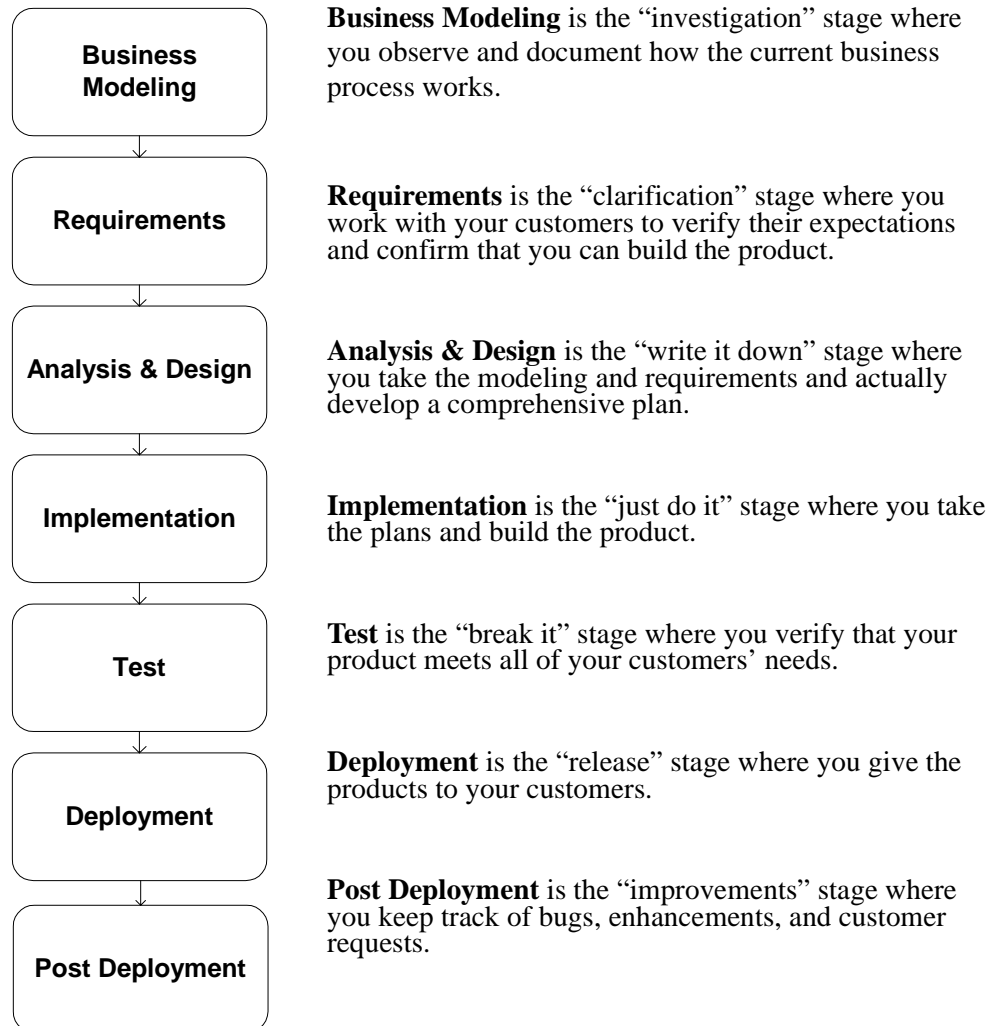 Business
Modeling
Business Modeling is the “investigation” stage where
you observe and document how the current business
process works.
Requirements
Requirements is the “clarification” stage where you
work with your customers to verify their expectations
and confirm that you can build the product.
Analysis & Design
Analysis & Design is the “write it down” stage where
you take the modeling and requirements and actually
develop a comprehensive plan.
Implementation
Implementation is the “just do it” stage where you take
the plans and build the product.
Test
Test is the “break it” stage where you verify that your
product meets all of your customers’ needs.
Deployment
Deployment is the “release” stage where you give the
products to your customers.
Post Deployment
Post Deployment is the “improvements” stage where
you keep track of bugs, enhancements, and customer
requests.